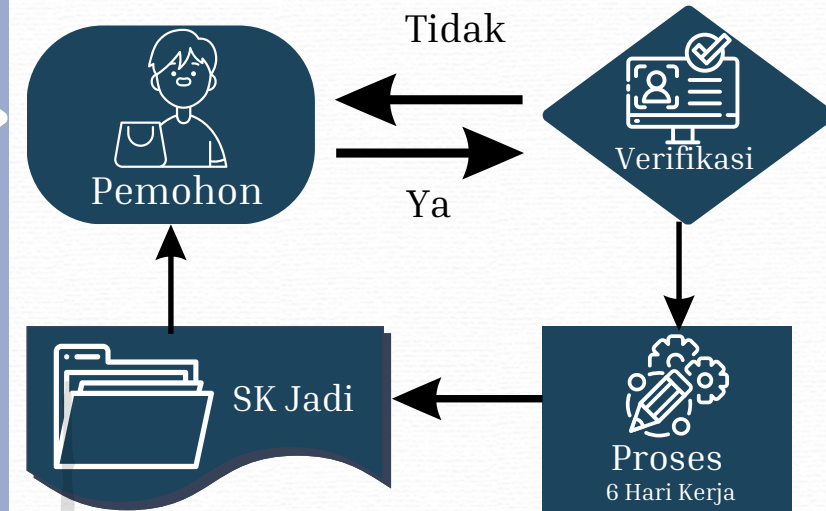 Tidak
Pemohon
Verifikasi
Ya
SK Jadi
Proses
6 Hari Kerja